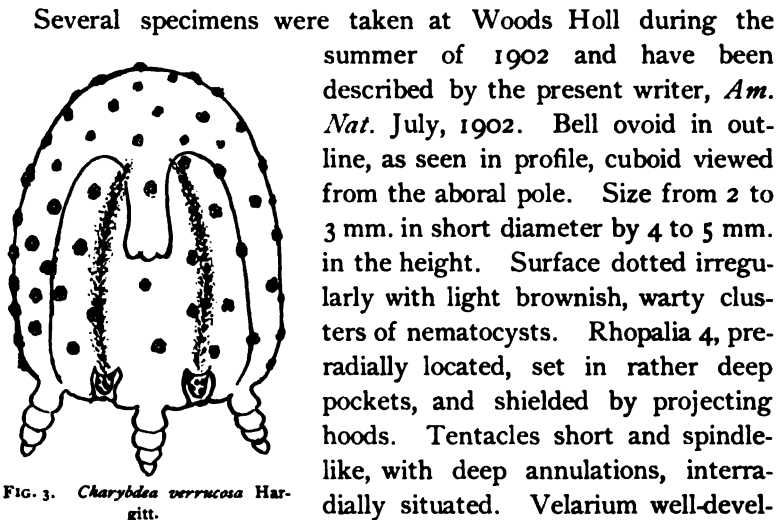 Several specimens were taken at Woods Holl during the
summer of 1902 and have been
described by the present writer, Am.
Nat. July, 1902. Bell ovoid in out-
line, as seen in profile, cuboid viewed
from the aboral pole. Size from 2 to
3 mm. in short diameter by 4 to 5 mm.
in the height. Surface dotted irregu-
larly with light brownish, warty clus-
ters of nematocysts. Rhopalia 4, pre-
radially located, set in rather deep
pockets, and shielded by projecting
hoods. Tentacles short and spindle-
like, with deep annulations, interra-
dially situated. Velarium well-devel-
FIG. 3. Charybdea verrucosa Har-
gitt.